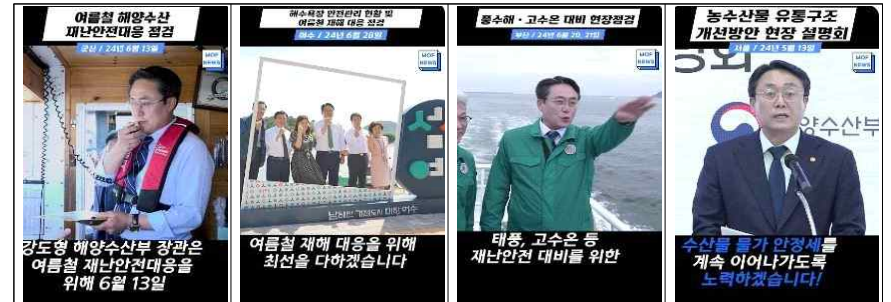 여름철 해양수산
재난안전대응 점검
군산 / 24년 6월 13일
MOF
NEWS
강도형 해양수산부 장관은
여름철 재난안전대응을
위해 6월 13일
해수욕장 안전관리 현황 및
여름철 재해 대응 점검
여수 / 24년 6월 28일
MOF
NEWS
여름철 재해 대응을 위해
최선을 다하겠습니다
풍수해·고수온 대비 현장점검
부산 / 24년 6월 20, 21일
MOF
NEWS
태풍, 고수온 등
재난안전 대비를 위한
농수산물 유통구조
개선방안 현장 설명회
서울 / 24년 5월 13일
MOF
NEWS
양수산부
수산물 물가 안정세를
계속 이어나가도록
노력하겠습니다!